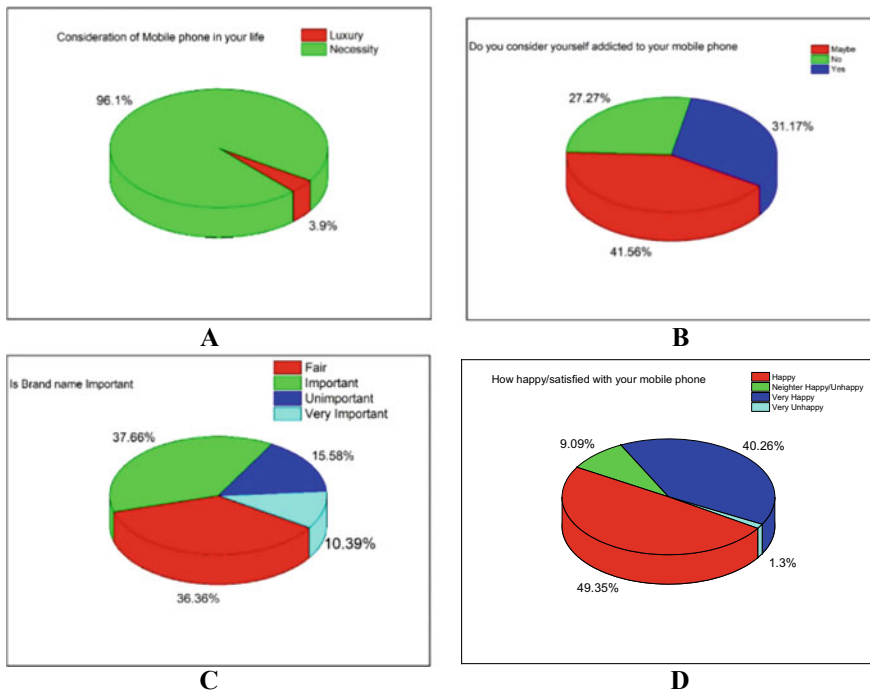 Consideration of Mobile phone in your life
Luxury
Necessity
96.1%
3.9%
A
Do you consider yourself addicted to your mobile phone
Maybe
No
Yes
27.27%
31.17%
41.56%
B
Is Brand name Important
Fair
Important
Unimportant
Very Important
37.66%
15.58%
10.39%
36.36%
C
How happy/satisfied with your mobile phone
Happy
Neighter Happy/Unhappy
Very Happy
Very Unhappy
9.09%
40.26%
1.3%
49.35%
D